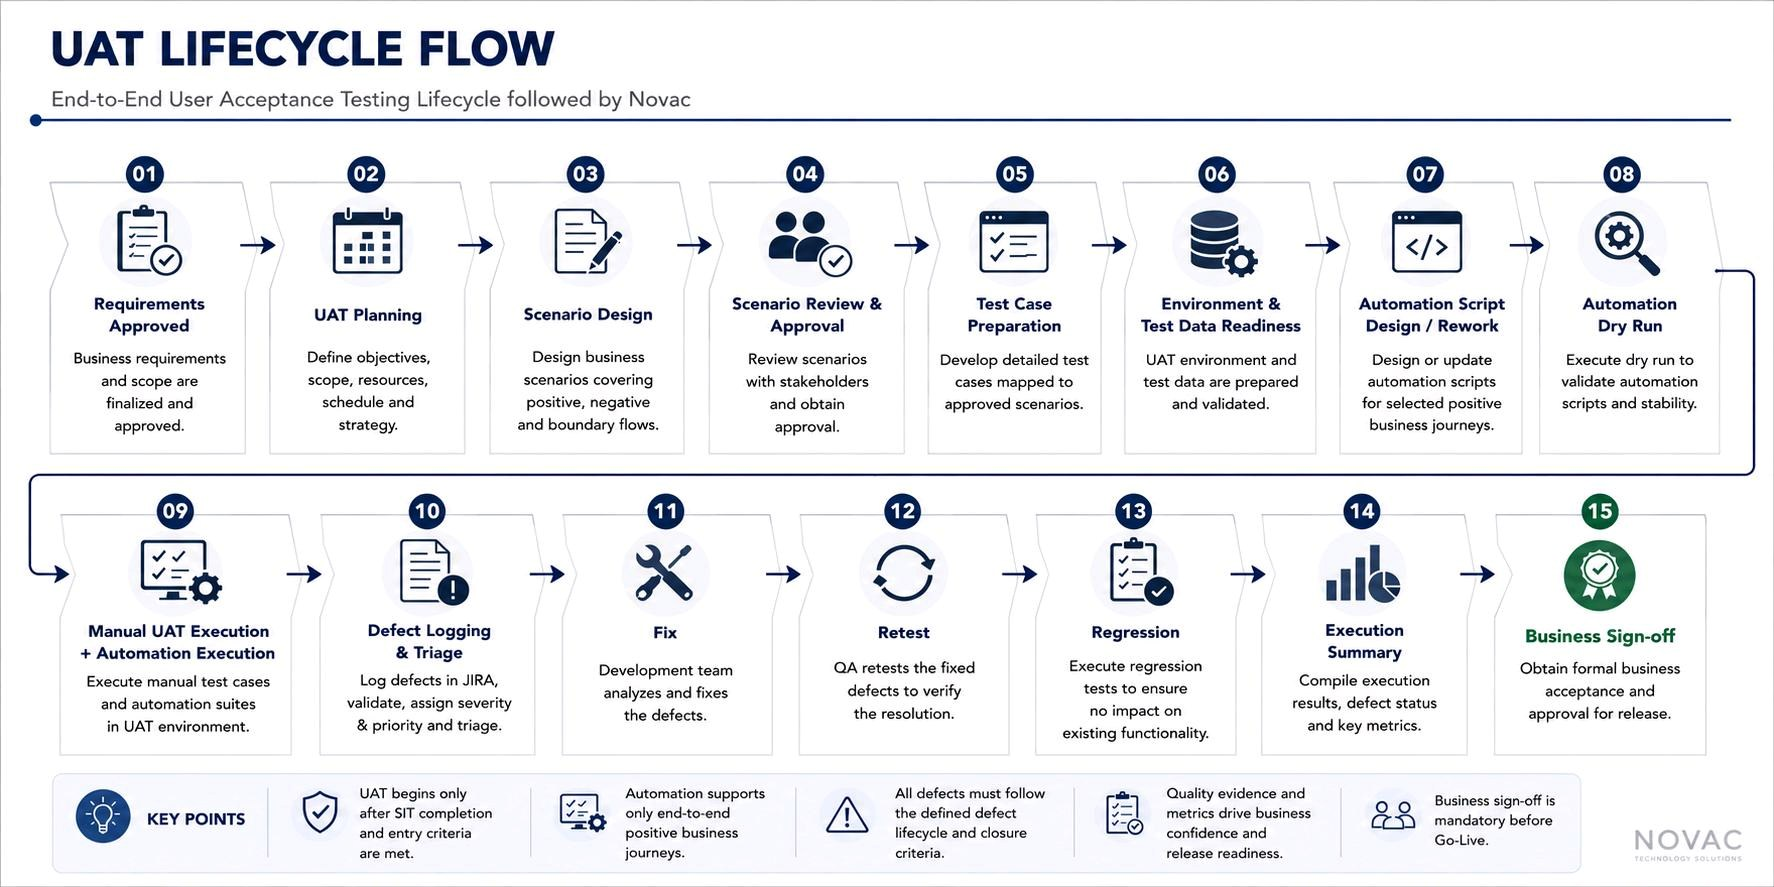 UAT LIFECYCLE FLOW
End-to-End User Acceptance Testing Lifecycle followed by Novac
01
Requirements
Approved
Business requirements
and scope are
finalized and
approved.
02
UAT Planning
Define objectives,
scope, resources,
schedule and
strategy.
03
Scenario Design
Design business
scenarios covering
positive, negative
and boundary flows.
04
Scenario Review &
Approval
Review scenarios
with stakeholders
and obtain
approval.
05
Test Case
Preparation
Develop detailed test
cases mapped to
approved scenarios.
06
Environment &
Test Data Readiness
UAT environment and
test data are prepared
and validated.
07
</>
Automation Script
Design / Rework
Design or update
automation scripts
for selected positive
business journeys.
08
Automation
Dry Run
Execute dry run to
validate automation
scripts and stability.
09
Manual UAT Execution
+ Automation Execution
Execute manual test cases
and automation suites
in UAT environment.
10
Defect Logging
& Triage
Log defects in JIRA,
validate, assign severity
& priority and triage.
11
Fix
Development team
analyzes and fixes
the defects.
12
Retest
QA retests the fixed
defects to verify
the resolution.
13
Regression
Execute regression
tests to ensure
no impact on
existing functionality.
14
Execution
Summary
Compile execution
results, defect status
and key metrics.
15
Business Sign-off
Obtain formal business
acceptance and
approval for release.
KEY POINTS
UAT begins only
after SIT completion
and entry criteria
are met.
Automation supports
only end-to-end
positive business
journeys.
All defects must follow
the defined defect
lifecycle and closure
criteria.
Quality evidence and
metrics drive business
confidence and
release readiness.
Business sign-off is
mandatory before
Go-Live.
NOVAC
TECHNOLOGY SOLUTIONS